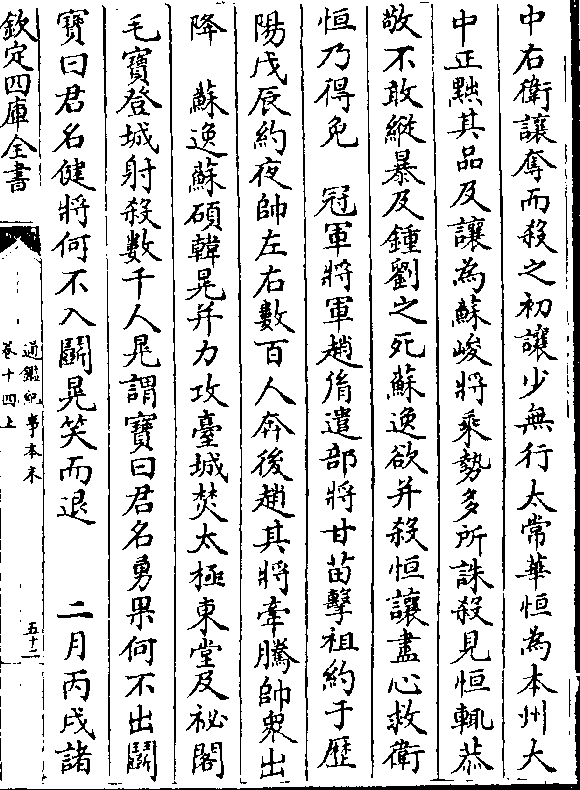 中右衛讓奪而殺之初讓少無行太常華恒為本州大
中正黜其品及讓為蘇峻將乘勢多所誅殺見恒輒恭
敬不敢縱暴及鍾劉之死蘇逸欲并殺恒讓盡心救衛
恒乃得免　冠軍將軍趙𦙍遣部將甘苗擊祖約于歷
陽戊辰約夜帥左右數百人奔後趙其將牽騰帥衆出
降　蘇逸蘇碩韓晃并力攻臺城焚太極東堂及祕閣
毛寶登城射殺數千人晃謂寶曰君名勇果何不出鬭
寶曰君名健將何不入鬭晃笑而退　二月丙戌諸
欽定四庫全書
通鑑紀事本末
卷十四上
五十二